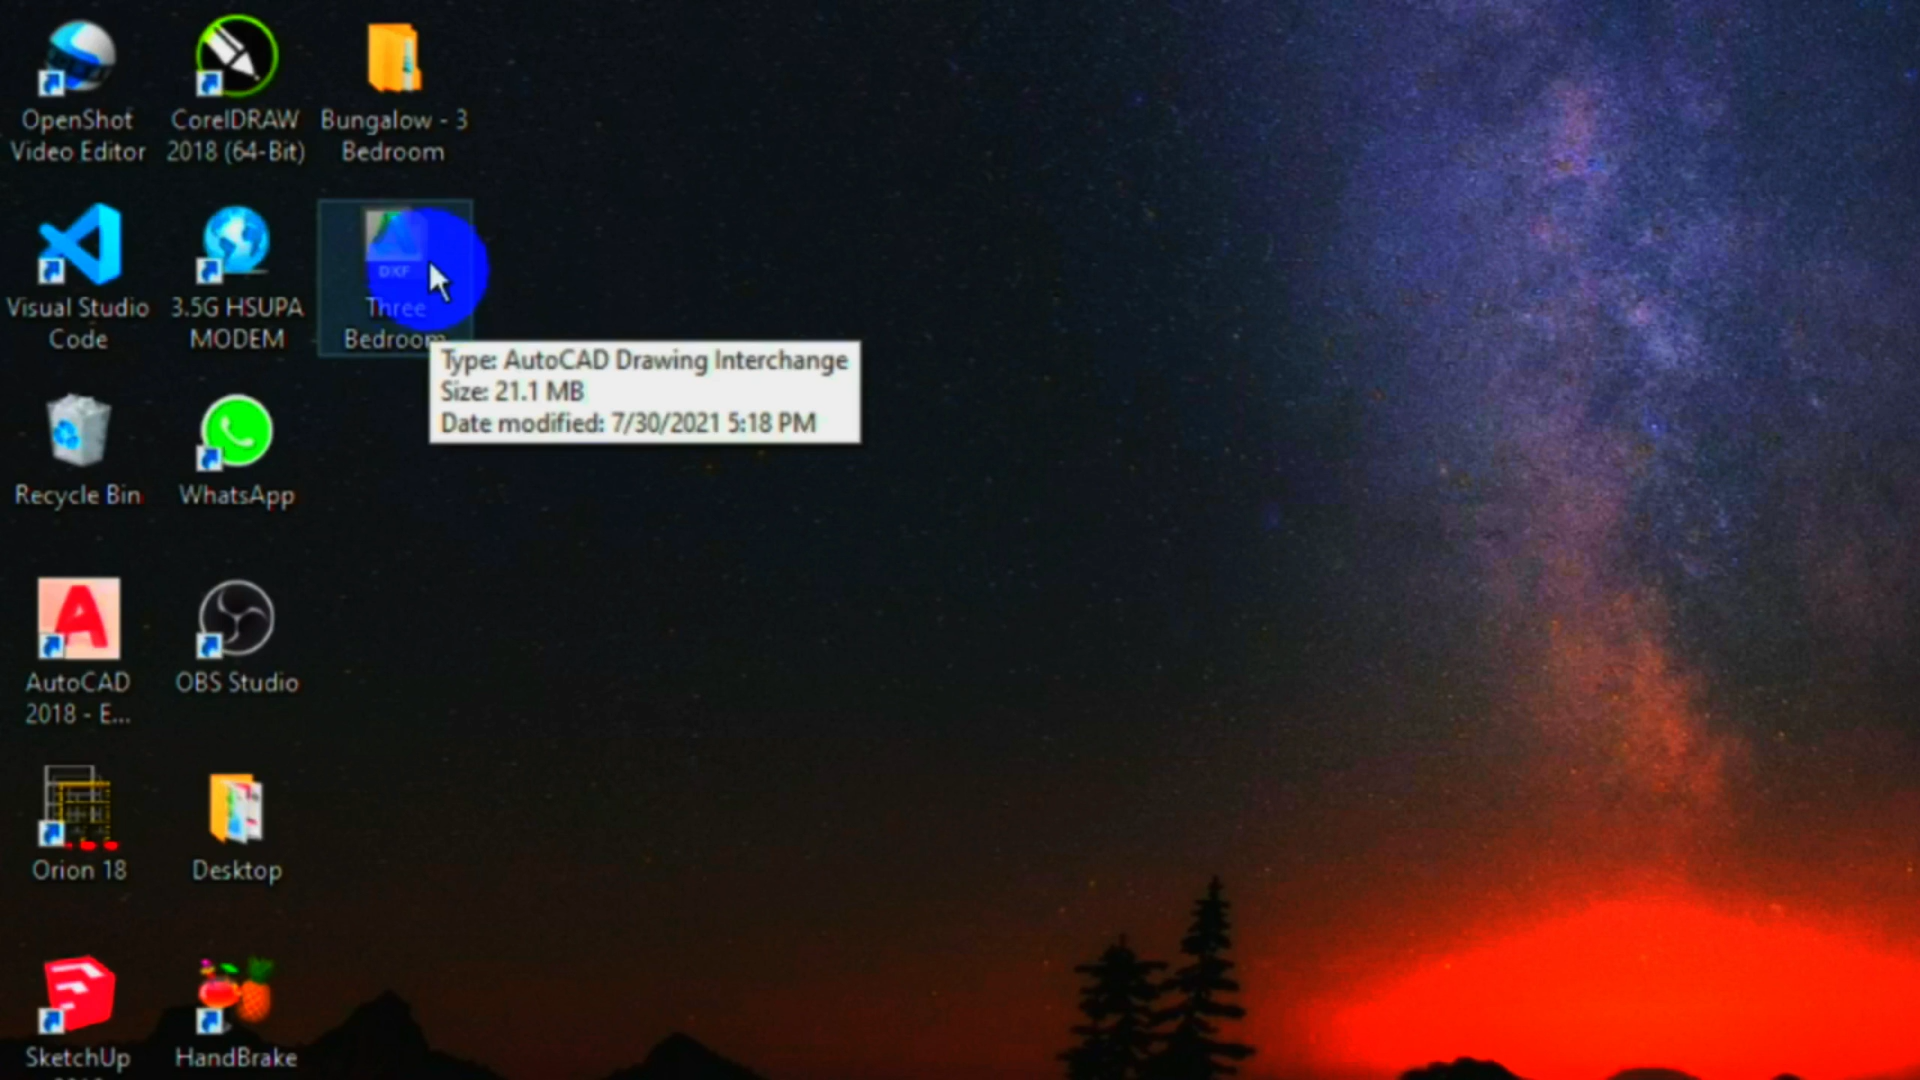 OpenShot
Video Editor
CorelDRAW
2018 (64-Bit)
Bungalow - 3
Bedroom
Visual Studio
Code
3.5G HSUPA
MODEM
DXF
Three
Bedroom
Type: AutoCAD Drawing Interchange
Size: 21.1 MB
Date modified: 7/30/2021 5:18 PM
Recycle Bin
WhatsApp
AutoCAD
2018 - E...
OBS Studio
Orion 18
Desktop
SketchUp
HandBrake